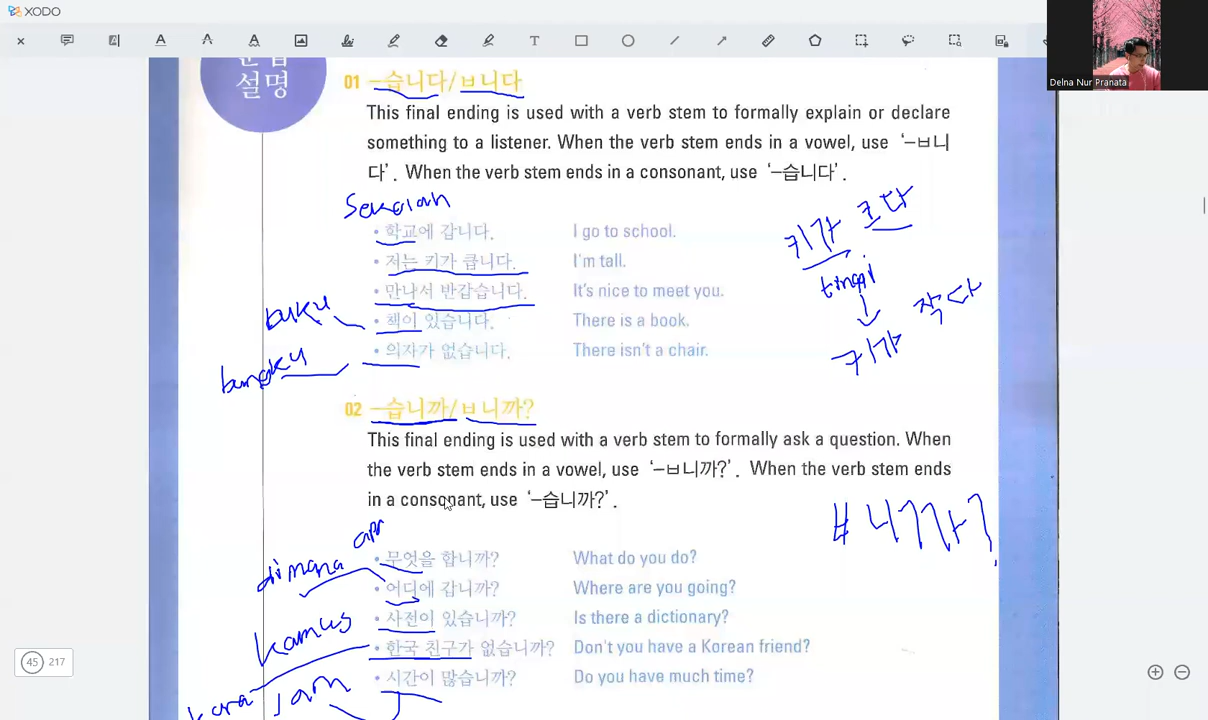 XODO
Delna Nur Pranata
문법
설명
01 -습니다/ㅂ니다
This final ending is used with a verb stem to formally explain or declare
something to a listener. When the verb stem ends in a vowel, use ‘-ㅂ니
다’. When the verb stem ends in a consonant, use ‘-습니다’.
Sekolah
• 학교에 갑니다. I go to school.
• 저는 키가 큽니다. I'm tall.
• 만나서 반갑습니다. It's nice to meet you.
• 책이 있습니다. There is a book.
• 의자가 없습니다. There isn't a chair.
buku
bangku
키가 크다
tinggi
키가 작다
02 -습니까/ㅂ니까?
This final ending is used with a verb stem to formally ask a question. When
the verb stem ends in a vowel, use ‘-ㅂ니까?’. When the verb stem ends
in a consonant, use ‘-습니까?’.
ㅂ니까?
apa
• 무엇을 합니까? What do you do?
dimana
• 어디에 갑니까? Where are you going?
• 사전이 있습니까? Is there a dictionary?
kamus
• 한국 친구가 없습니까? Don't you have a Korean friend?
• 시간이 많습니까? Do you have much time?
jam
45 217